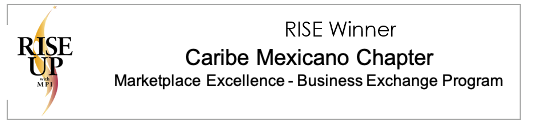 RISE
UP
with
MPI
RISE Winner
Caribe Mexicano Chapter
Marketplace Excellence - Business Exchange Program